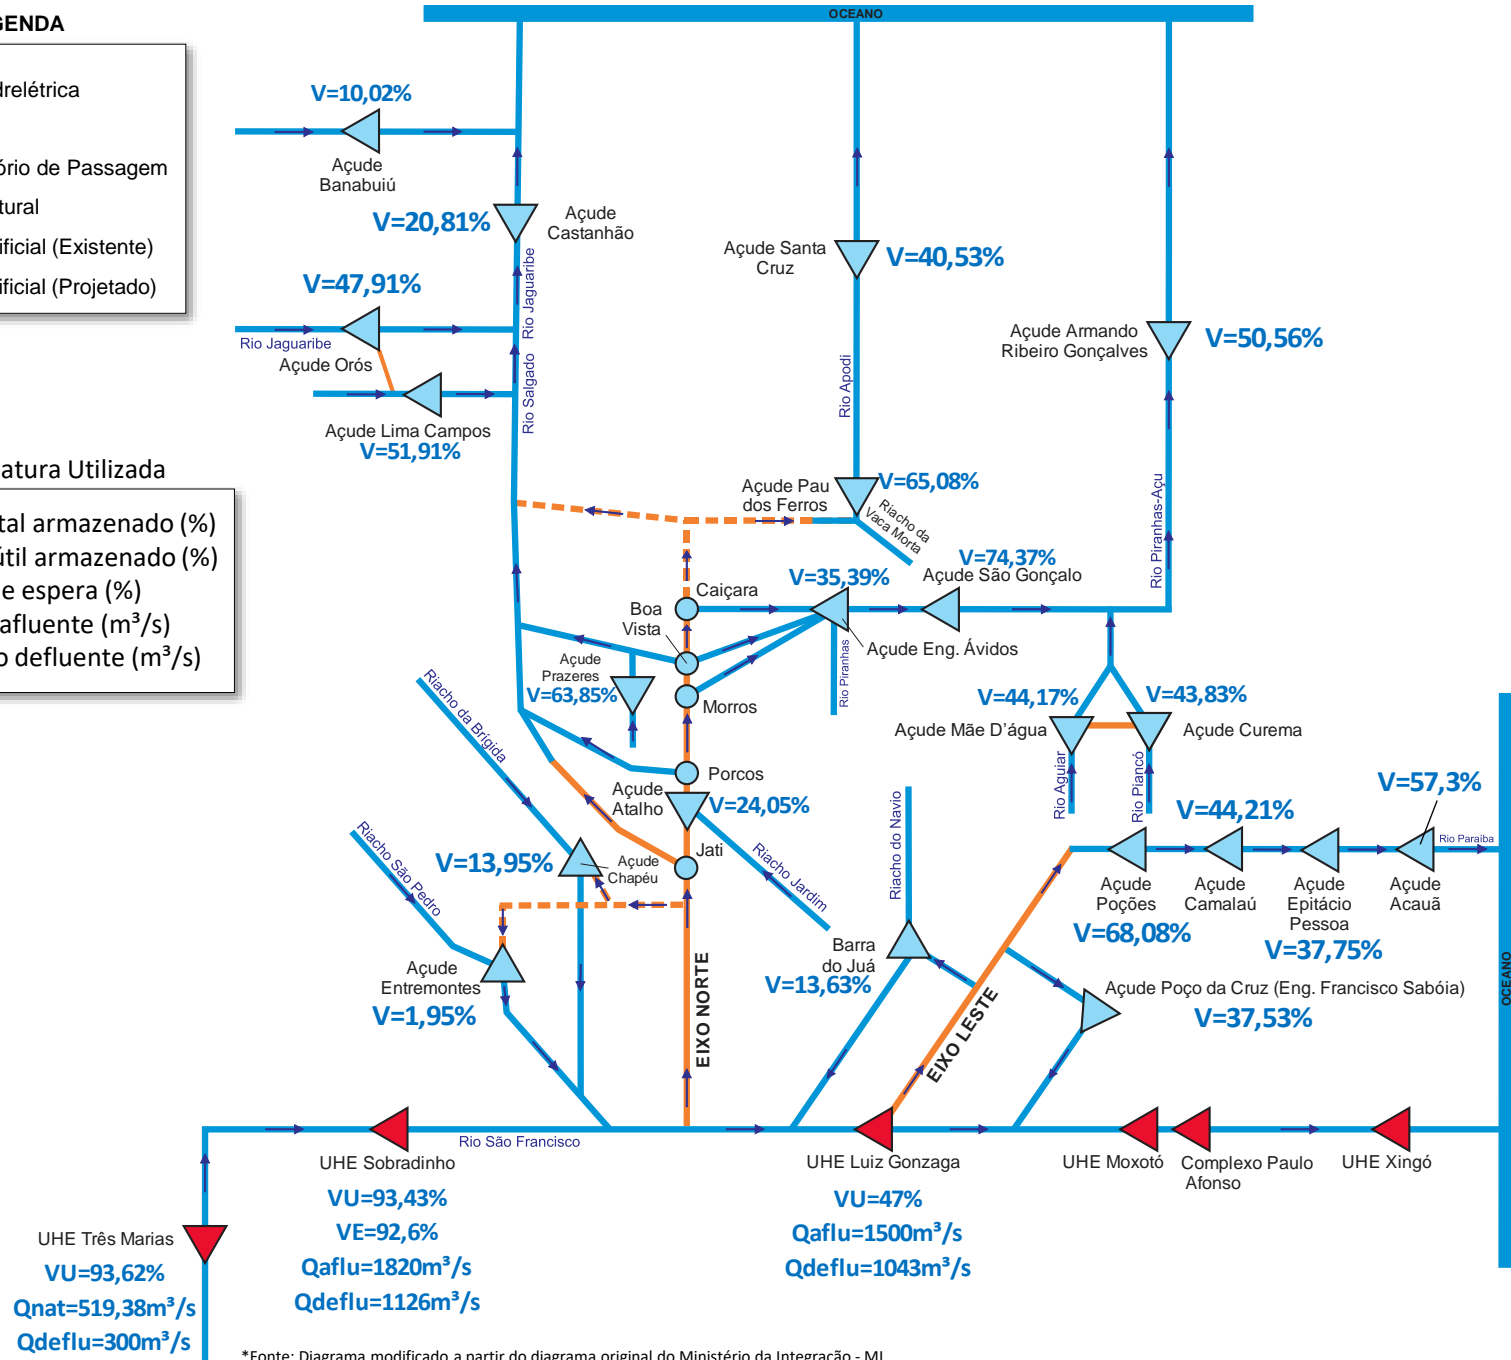 OCEANO
GENDA
drelétrica
ório de Passagem
tural
ificial (Existente)
ificial (Projetado)
V=10,02%
Açude
Banabuiú
V=20,81%
Açude
Castanhão
V=47,91%
Rio Jaguaribe
Açude Orós
Rio Jaguaribe
Rio Salgado
Açude Lima Campos
V=51,91%
Açude Santa
Cruz
V=40,53%
Rio Apodi
Açude Armando
Ribeiro Gonçalves
V=50,56%
Rio Piranhas-Açu
atura Utilizada
tal armazenado (%)
útil armazenado (%)
e espera (%)
afluente (m³/s)
o defluente (m³/s)
Açude Pau
dos Ferros
V=65,08%
Riacho da
Vaca Morta
V=74,37%
Açude São Gonçalo
V=35,39%
Açude Eng. Ávidos
Rio Piranhas
Caiçara
Boa
Vista
Morros
Açude
Prazeres
V=63,85%
Porcos
Açude
Atalho
V=24,05%
Jati
Riacho Jardim
Riacho da Brígida
Riacho São Pedro
V=13,95%
Açude
Chapéu
Açude
Entremontes
V=1,95%
EIXO NORTE
V=44,17%
Açude Mãe D'água
Rio Aguiar
V=43,83%
Açude Curema
Rio Piancó
V=57,3%
V=44,21%
Rio Paraíba
Açude
Poções
V=68,08%
Açude
Camalaú
Açude
Epitácio
Pessoa
V=37,75%
Açude
Acauã
Riacho do Navio
Barra
do Juá
V=13,63%
EIXO LESTE
Açude Poço da Cruz (Eng. Francisco Sabóia)
V=37,53%
OCEANO
Rio São Francisco
UHE Sobradinho
VU=93,43%
VE=92,6%
Qaflu=1820m³/s
Qdeflu=1126m³/s
UHE Luiz Gonzaga
VU=47%
Qaflu=1500m³/s
Qdeflu=1043m³/s
UHE Moxotó
Complexo Paulo
Afonso
UHE Xingó
UHE Três Marias
VU=93,62%
Qnat=519,38m³/s
Qdeflu=300m³/s
*Fonte: Diagrama modificado a partir do diagrama original do Ministério da Integração - MI